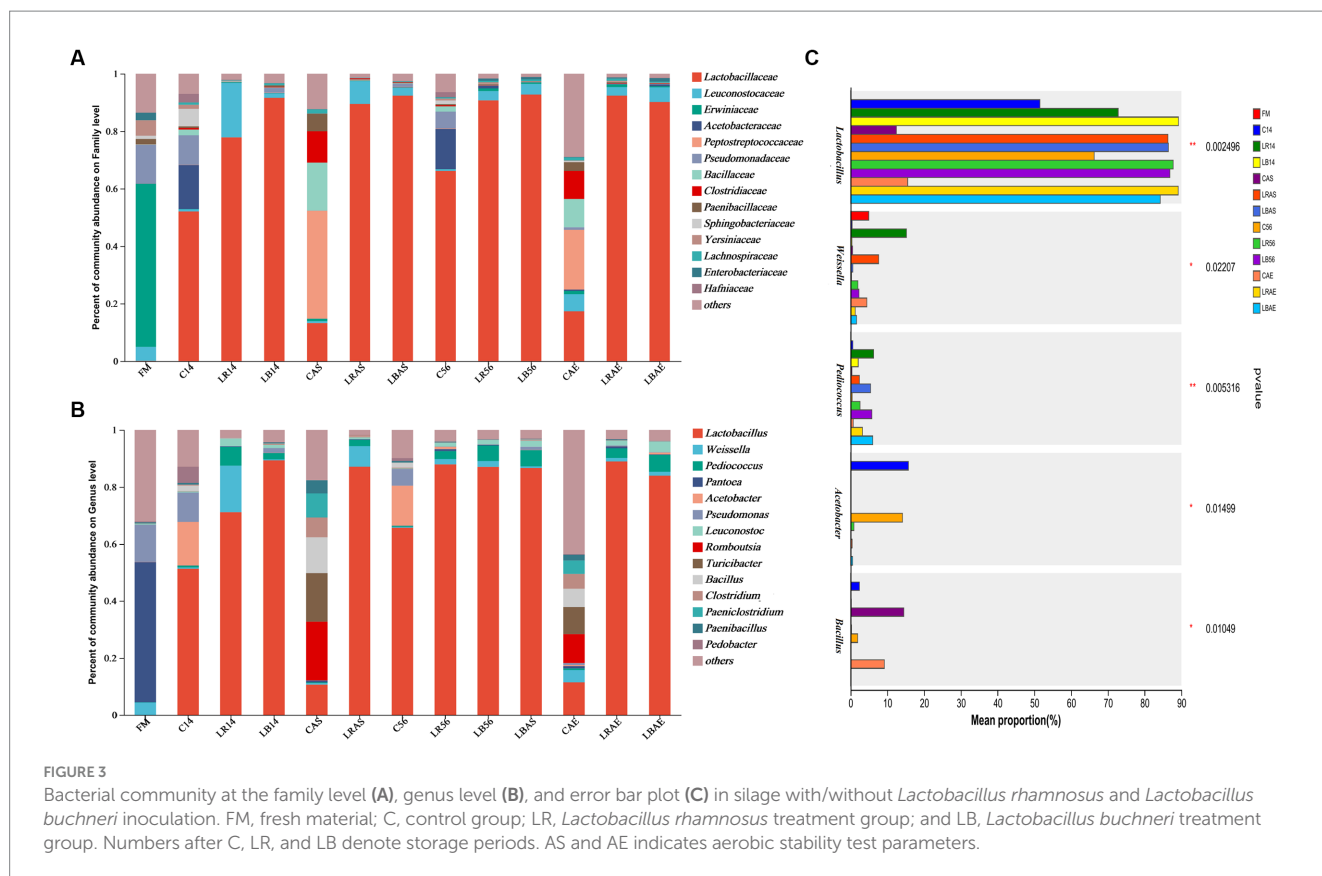 A
Percent of community abundance on Family level
1
0.8
0.6
0.4
0.2
0
FM
C14
LR14
LB14
CAS
LRAS
LBAS
C56
LR56
LB56
CAE
LRAE
LBAE
Lactobacillaceae
Leuconostocaceae
Erwiniaceae
Acetobacteraceae
Peptostreptococcaceae
Pseudomonadaceae
Bacillaceae
Clostridiaceae
Paenibacillaceae
Sphingobacteriaceae
Yersiniaceae
Lachnospiraceae
Enterobacteriaceae
Hafniaceae
others
B
Percent of community abundance on Genus level
1
0.8
0.6
0.4
0.2
0
FM
C14
LR14
LB14
CAS
LRAS
C56
LR56
LB56
LBAS
CAE
LRAE
LBAE
Lactobacillus
Weissella
Pediococcus
Pantoea
Acetobacter
Pseudomonas
Leuconostoc
Romboutsia
Turicibacter
Bacillus
Clostridium
Paeniclostridium
Paenibacillus
Pedobacter
others
C
Lactobacillus
** 0.002496
Weissella
* 0.02207
Pediococcus
** 0.005316
Acetobacter
* 0.01499
Bacillus
* 0.01049
pvalue
0 10 20 30 40 50 60 70 80 90
Mean proportion(%)
FM
C14
LR14
LB14
CAS
LRAS
LBAS
C56
LR56
LB56
CAE
LRAE
LBAE
FIGURE 3
Bacterial community at the family level (A), genus level (B), and error bar plot (C) in silage with/without Lactobacillus rhamnosus and Lactobacillus
buchneri inoculation. FM, fresh material; C, control group; LR, Lactobacillus rhamnosus treatment group; and LB, Lactobacillus buchneri treatment
group. Numbers after C, LR, and LB denote storage periods. AS and AE indicates aerobic stability test parameters.